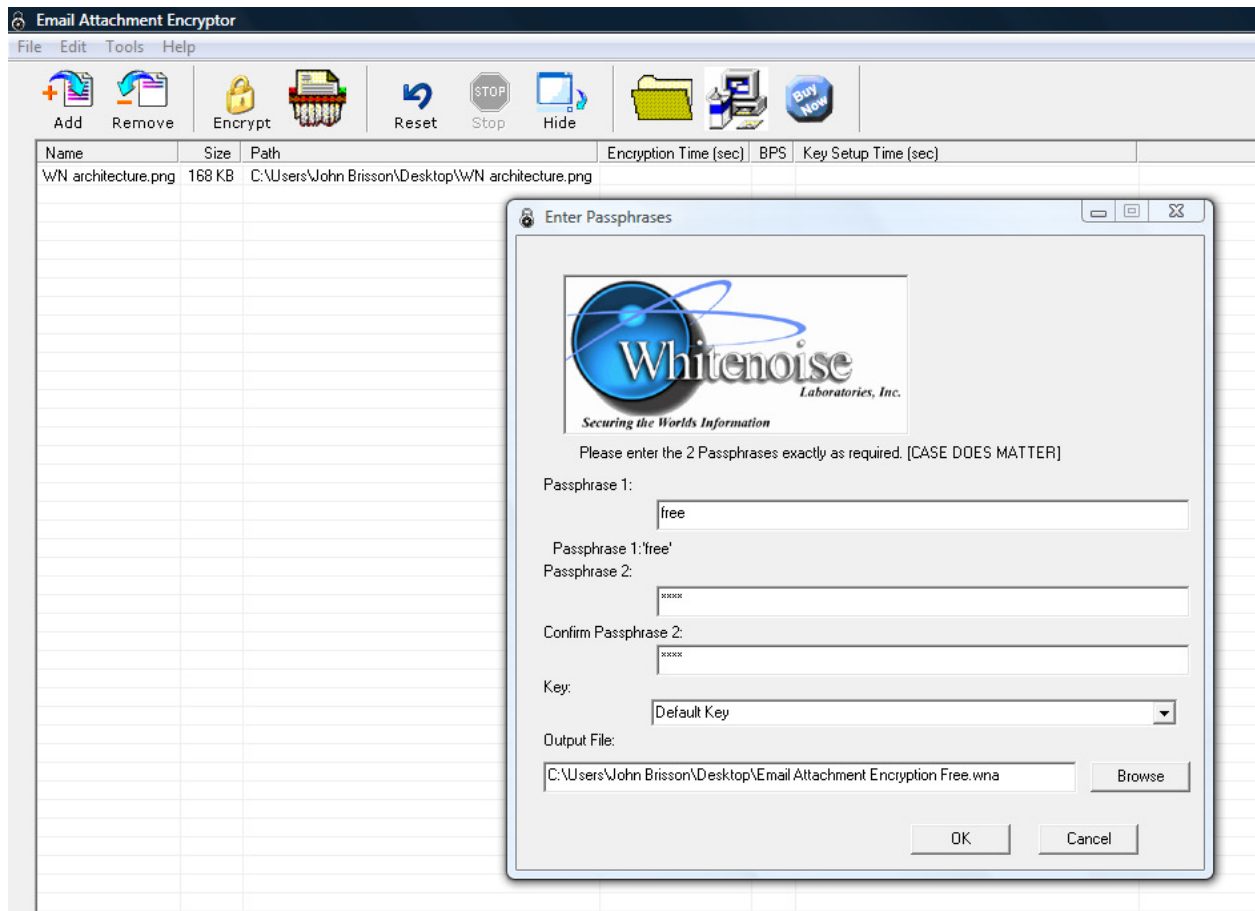 Email Attachment Encryptor
File Edit Tools Help
STOP
Buy Now
Add Remove Encrypt Reset Stop Hide
Name Size Path Encryption Time (sec) BPS Key Setup Time (sec)
WN architecture.png 168 KB C:\Users\John Brisson\Desktop\WN architecture.png
Enter Passphrases
Whitenoise
Laboratories, Inc.
Securing the Worlds Information
Please enter the 2 Passphrases exactly as required. [CASE DOES MATTER]
Passphrase 1:
free
Passphrase 1:'free'
Passphrase 2:
××××
Confirm Passphrase 2:
××××
Key:
Default Key
Output File:
C:\Users\John Brisson\Desktop\Email Attachment Encryption Free.wna Browse
OK Cancel